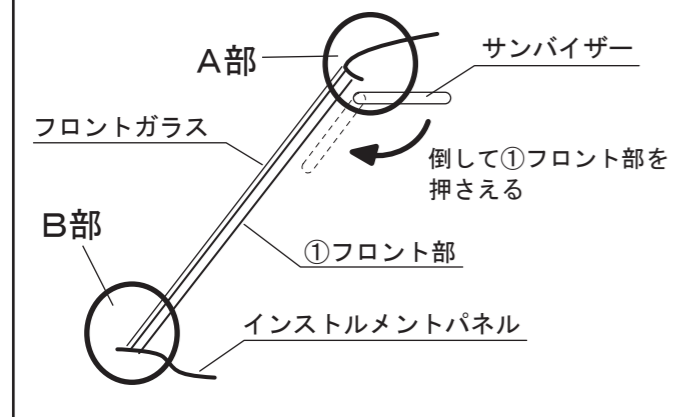 A部
サンバイザー
フロントガラス
倒して①フロント部を
押さえる
B部
①フロント部
インストルメントパネル